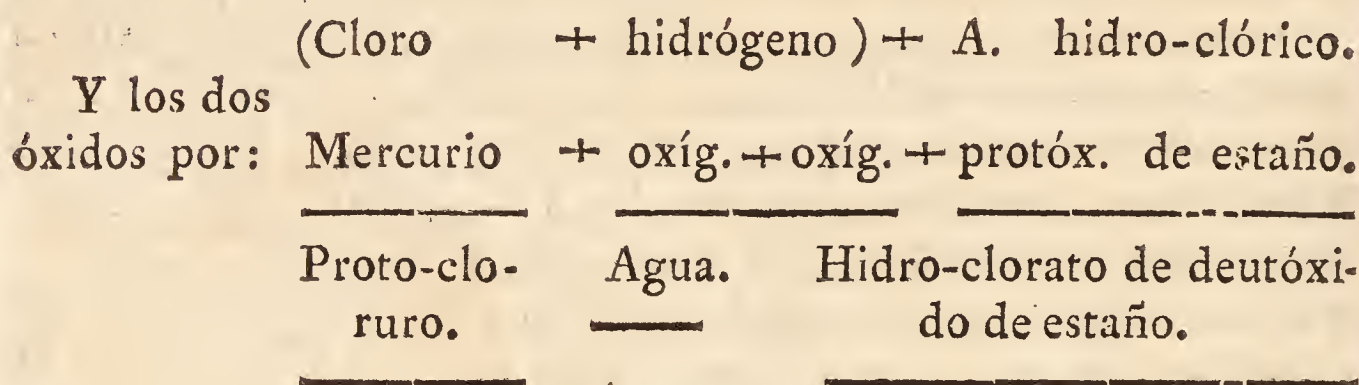 (Cloro + hidrógeno) + A. hidro-clórico.
Y los dos
óxidos por: Mercurio + oxíg. + oxíg. + protóx. de estaño.
Proto-clo- Agua. Hidro-clorato de deutóxi-
ruro. do de estaño.